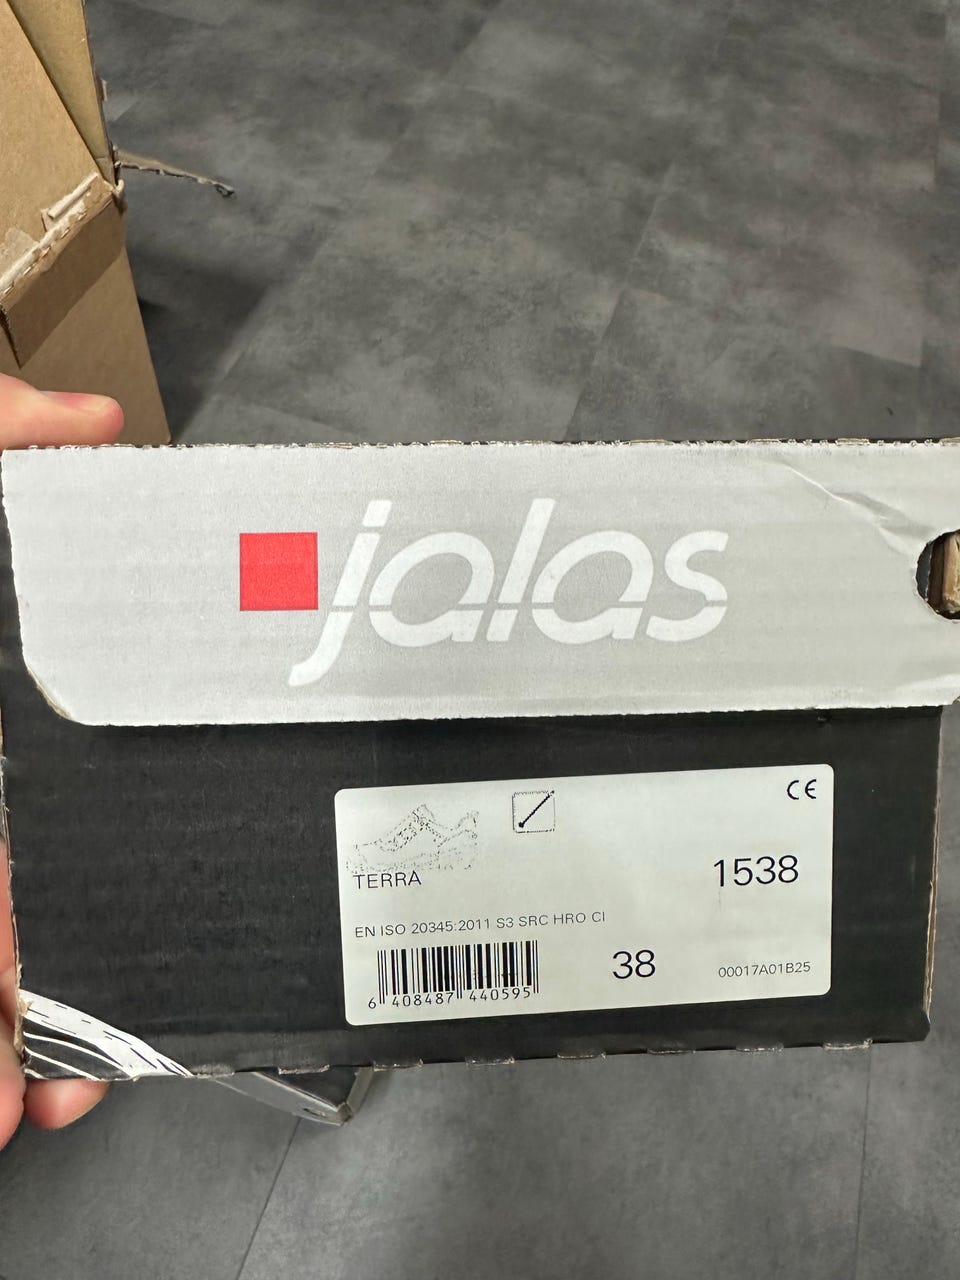 jalas
CE
TERRA
1538
EN ISO 20345:2011 S3 SRC HRO CI
38
00017A01B25
6 408487 440595